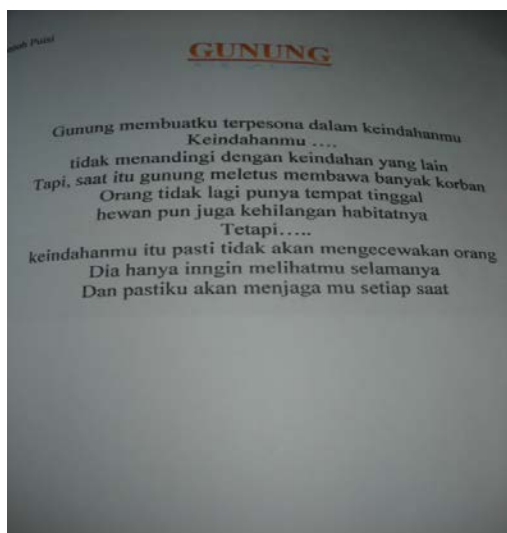 Puisi
GUNUNG
Gunung membuatku terpesona dalam keindahanmu
Keindahanmu ....
tidak menandingi dengan keindahan yang lain
Tapi, saat itu gunung meletus membawa banyak korban
Orang tidak lagi punya tempat tinggal
hewan pun juga kehilangan habitatnya
Tetapi.....
keindahanmu itu pasti tidak akan mengecewakan orang
Dia hanya inngin melihatmu selamanya
Dan pastiku akan menjaga mu setiap saat